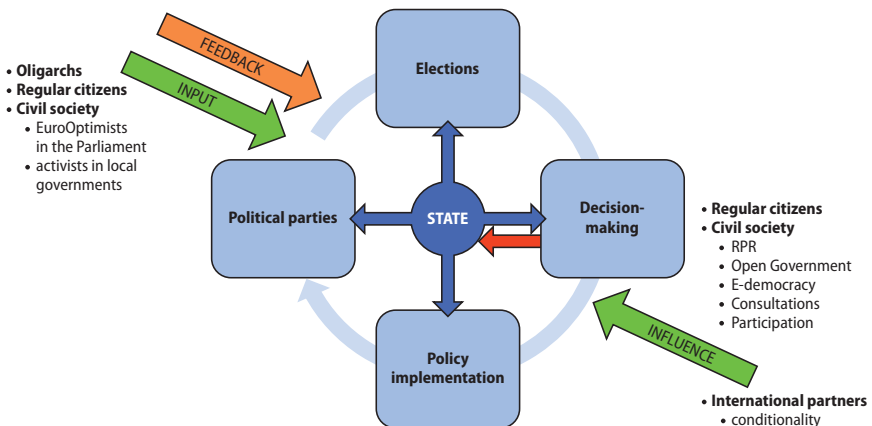 FEEDBACK
INPUT
• Oligarchs
• Regular citizens
• Civil society
• EuroOptimists
in the Parliament
• activists in local
governments
Elections
Political parties
STATE
Decision-
making
Policy
implementation
• Regular citizens
• Civil society
• RPR
• Open Government
• E-democracy
• Consultations
• Participation
INFLUENCE
• International partners
• conditionality